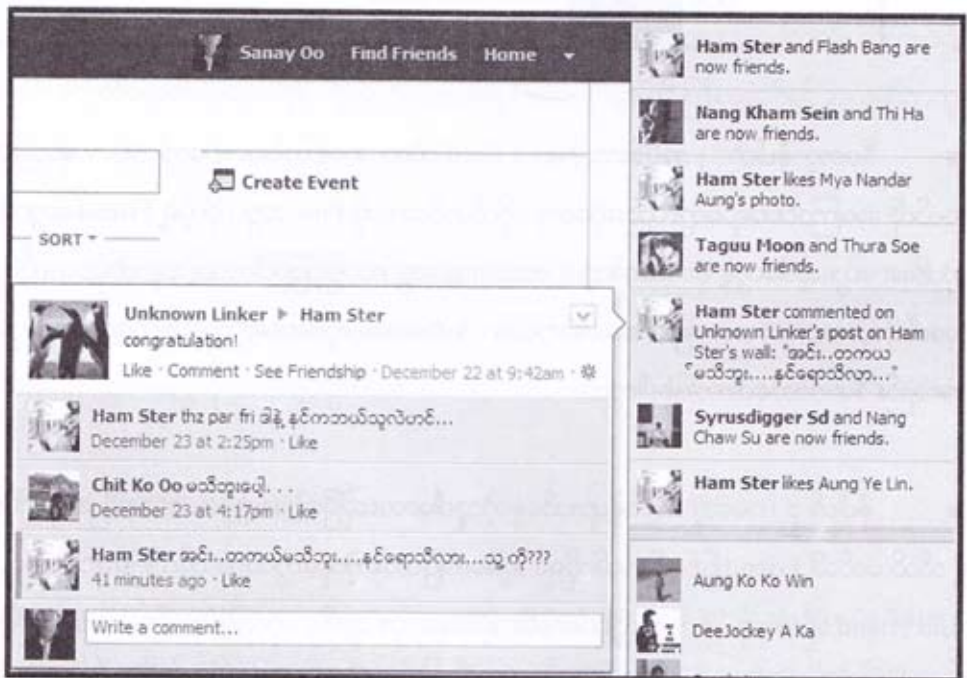 Sanay Oo Find Friends Home
Create Event
SORT
Unknown Linker ▶ Ham Ster
congratulation!
Like · Comment · See Friendship · December 22 at 9:42am ·
Ham Ster thz par fri ဒါနဲ့ နင်ကဘယ်သူလဲဟင်...
December 23 at 2:25pm · Like
Chit Ko Oo မသိဘူးပေါ့. . .
December 23 at 4:17pm · Like
Ham Ster အင်း..တကယ်မသိဘူး....နင်ရောသိလား...သူ့ကို???
41 minutes ago · Like
Write a comment...
Ham Ster and Flash Bang are
now friends.
Nang Kham Sein and Thi Ha
are now friends.
Ham Ster likes Mya Nandar
Aung's photo.
Taguu Moon and Thura Soe
are now friends.
Ham Ster commented on
Unknown Linker's post on Ham
Ster's wall: "အင်း..တကယ
်မသိဘူး....နင်ရောသိလာ..."
Syrusdigger Sd and Nang
Chaw Su are now friends.
Ham Ster likes Aung Ye Lin.
Aung Ko Ko Win
DeeJockey A Ka